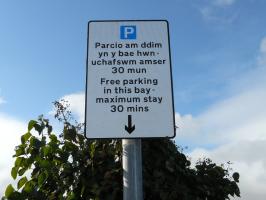 P
Parcio am ddim
yn y bae hwn -
uchafswm amser
30 mun
Free parking
in this bay -
maximum stay
30 mins